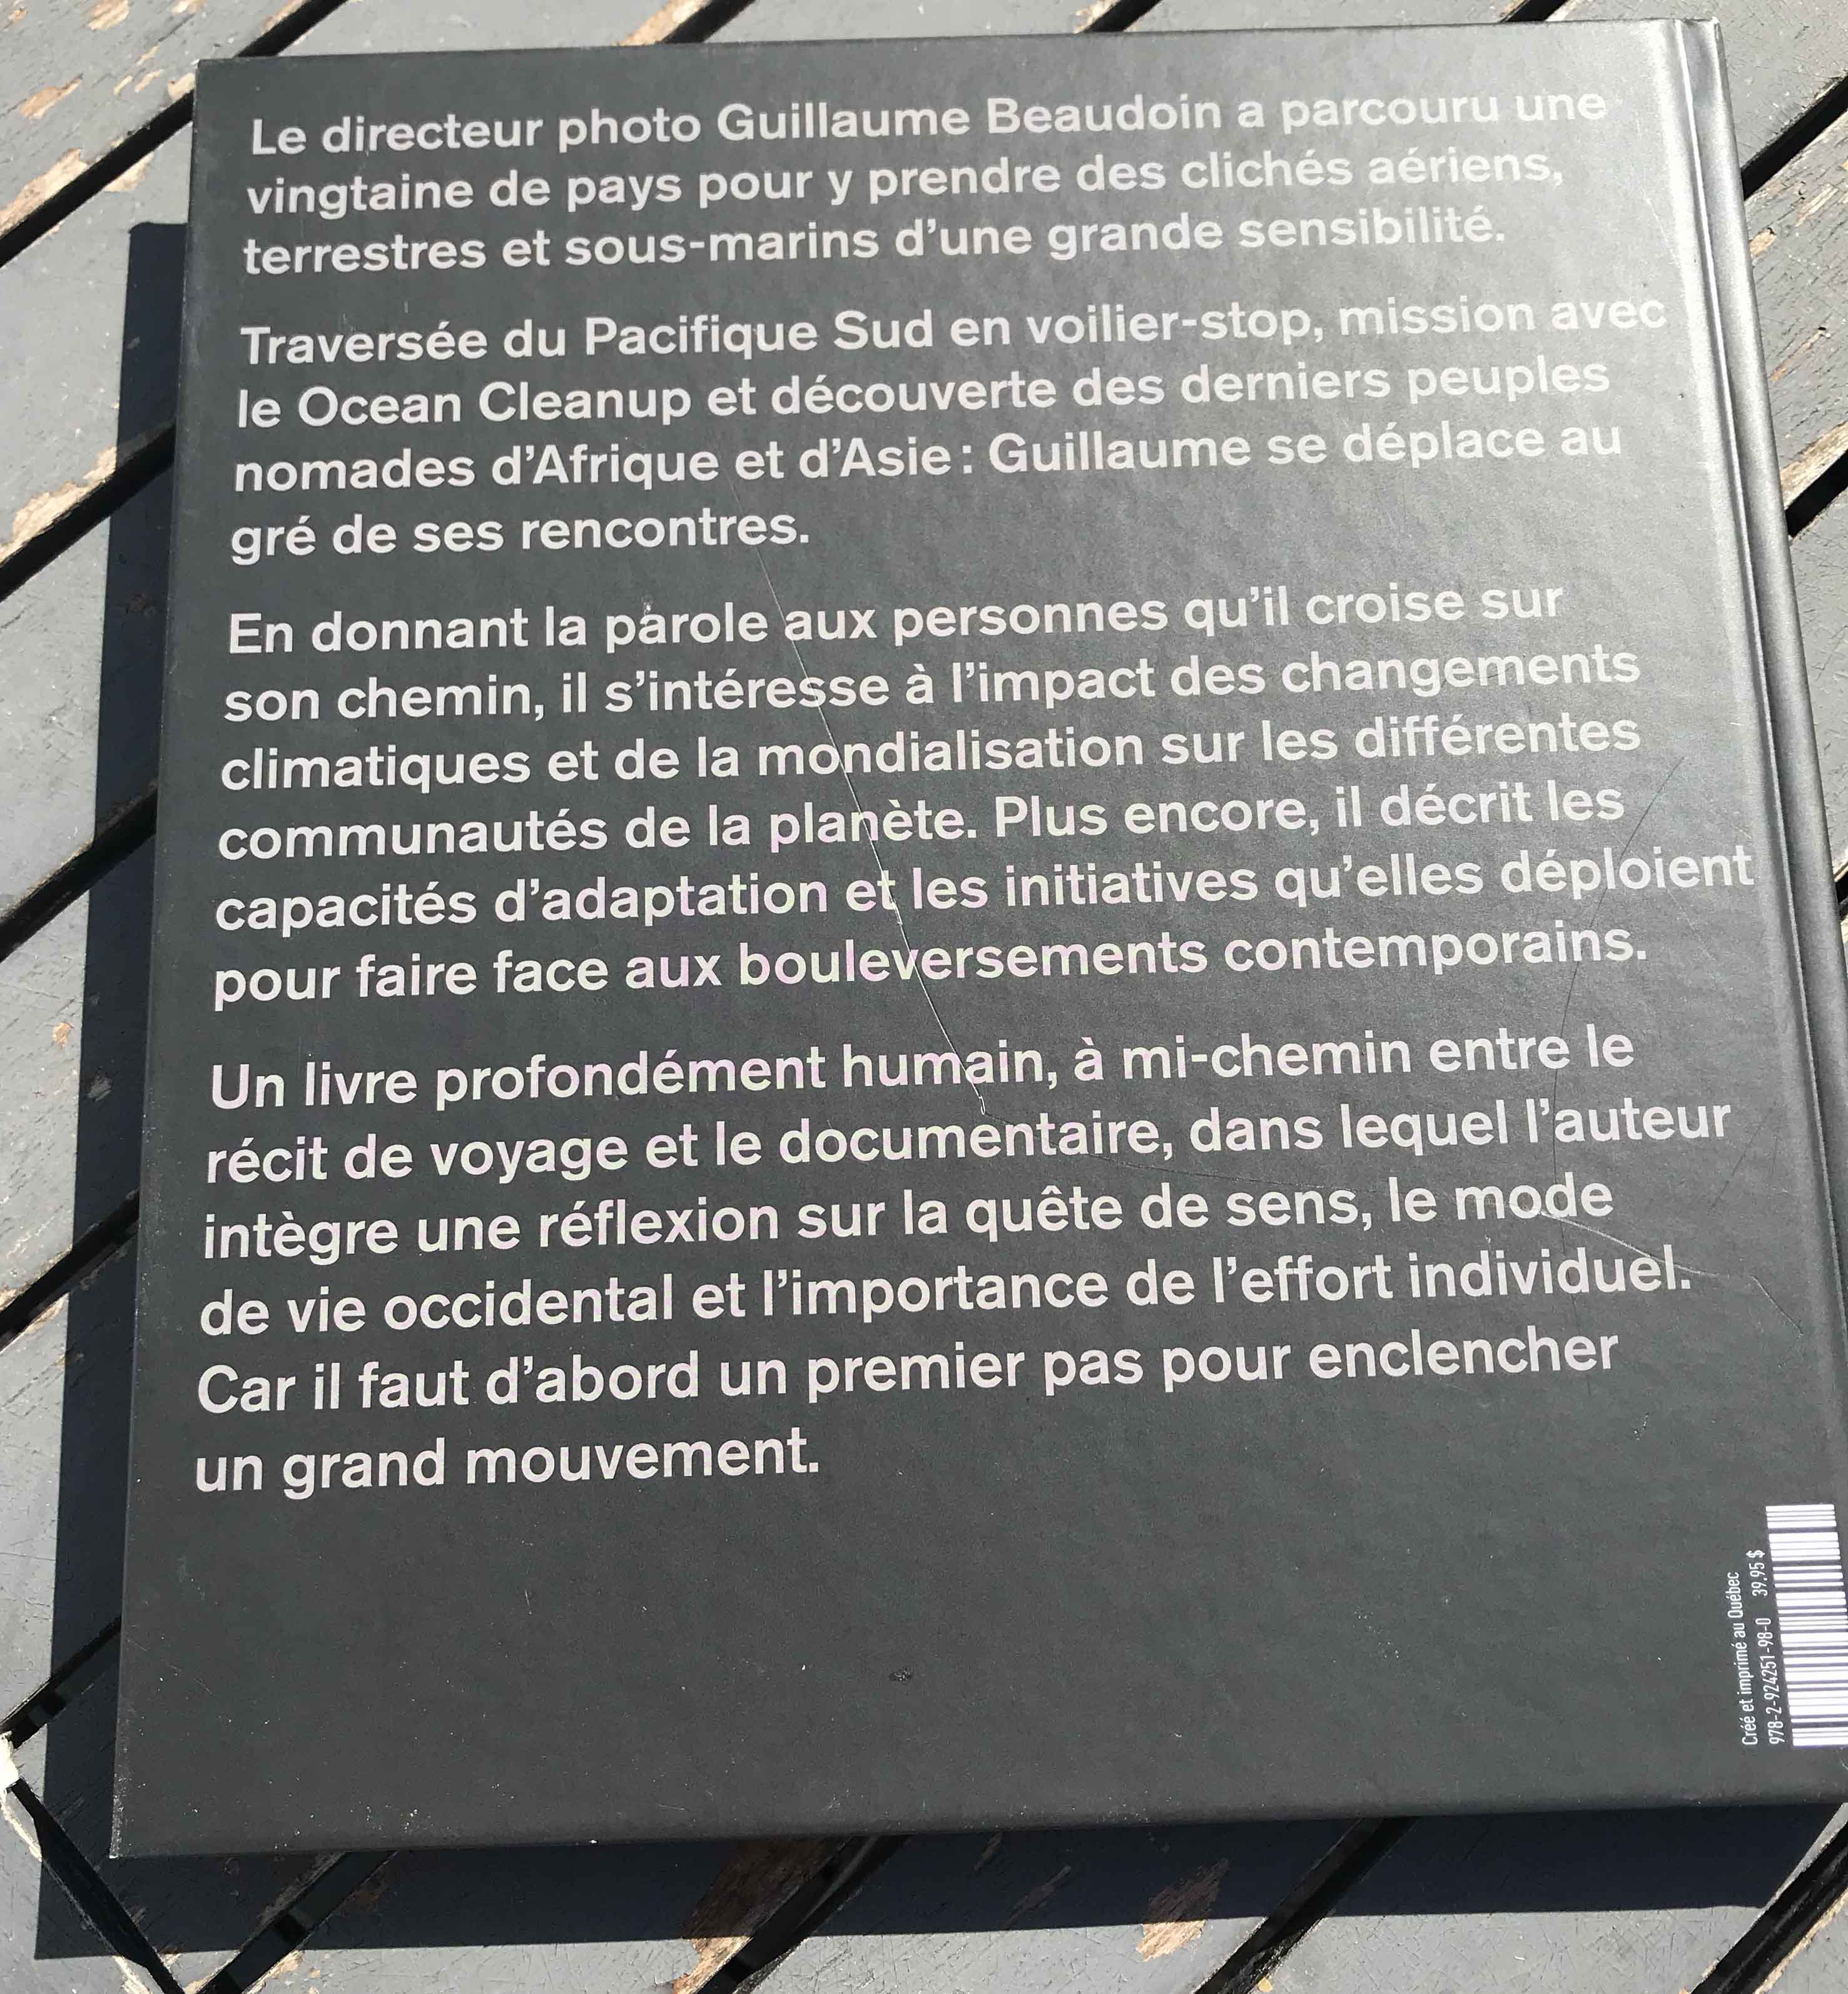 Le directeur photo Guillaume Beaudoin a parcouru une
vingtaine de pays pour y prendre des clichés aériens,
terrestres et sous-marins d'une grande sensibilité.
Traversée du Pacifique Sud en voilier-stop, mission avec
le Ocean Cleanup et découverte des derniers peuples
nomades d'Afrique et d'Asie : Guillaume se déplace au
gré de ses rencontres.
En donnant la parole aux personnes qu'il croise sur
son chemin, il s'intéresse à l'impact des changements
climatiques et de la mondialisation sur les différentes
communautés de la planète. Plus encore, il décrit les
capacités d'adaptation et les initiatives qu'elles déploient
pour faire face aux bouleversements contemporains.
Un livre profondément humain, à mi-chemin entre le
récit de voyage et le documentaire, dans lequel l'auteur
intègre une réflexion sur la quête de sens, le mode
de vie occidental et l'importance de l'effort individuel.
Car il faut d'abord un premier pas pour enclencher
un grand mouvement.
Créé et imprimé au Québec
978-2-924251-98-0 39.95 $